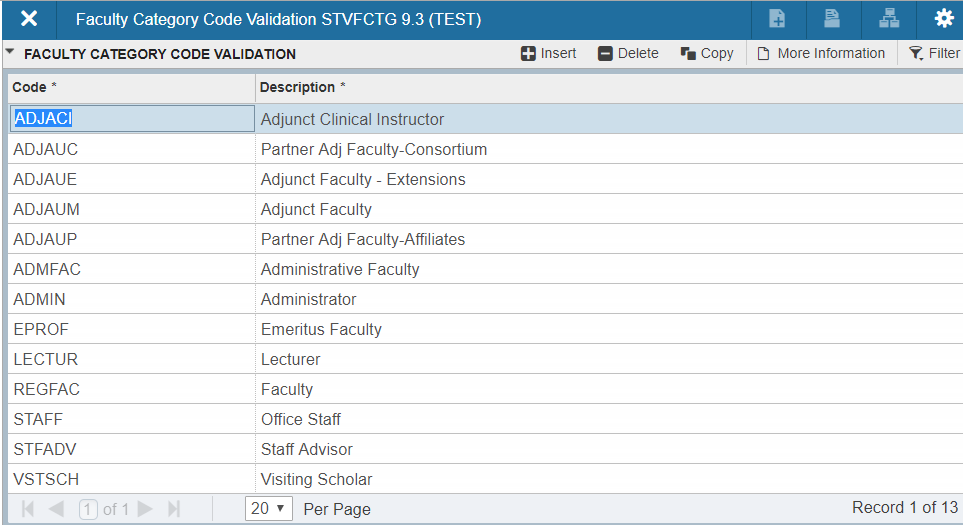 Faculty Category Code Validation STVFCTG 9.3 (TEST)
FACULTY CATEGORY CODE VALIDATION Insert Delete Copy More Information Filter
Code * Description *
ADJACI Adjunct Clinical Instructor
ADJAUC Partner Adj Faculty-Consortium
ADJAUE Adjunct Faculty - Extensions
ADJAUM Adjunct Faculty
ADJAUP Partner Adj Faculty-Affiliates
ADMFAC Administrative Faculty
ADMIN Administrator
EPROF Emeritus Faculty
LECTUR Lecturer
REGFAC Faculty
STAFF Office Staff
STFADV Staff Advisor
VSTSCH Visiting Scholar
1 of 1 20 Per Page Record 1 of 13